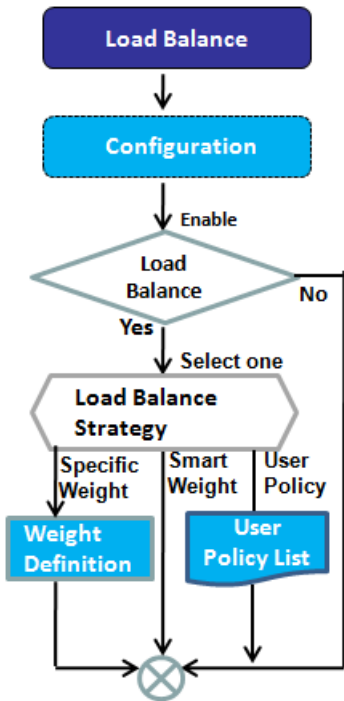 Load Balance
Configuration
Enable
Load
Balance
No
Yes
Select one
Load Balance
Strategy
Specific
Weight
Smart
Weight
User
Policy
Weight
Definition
User
Policy List